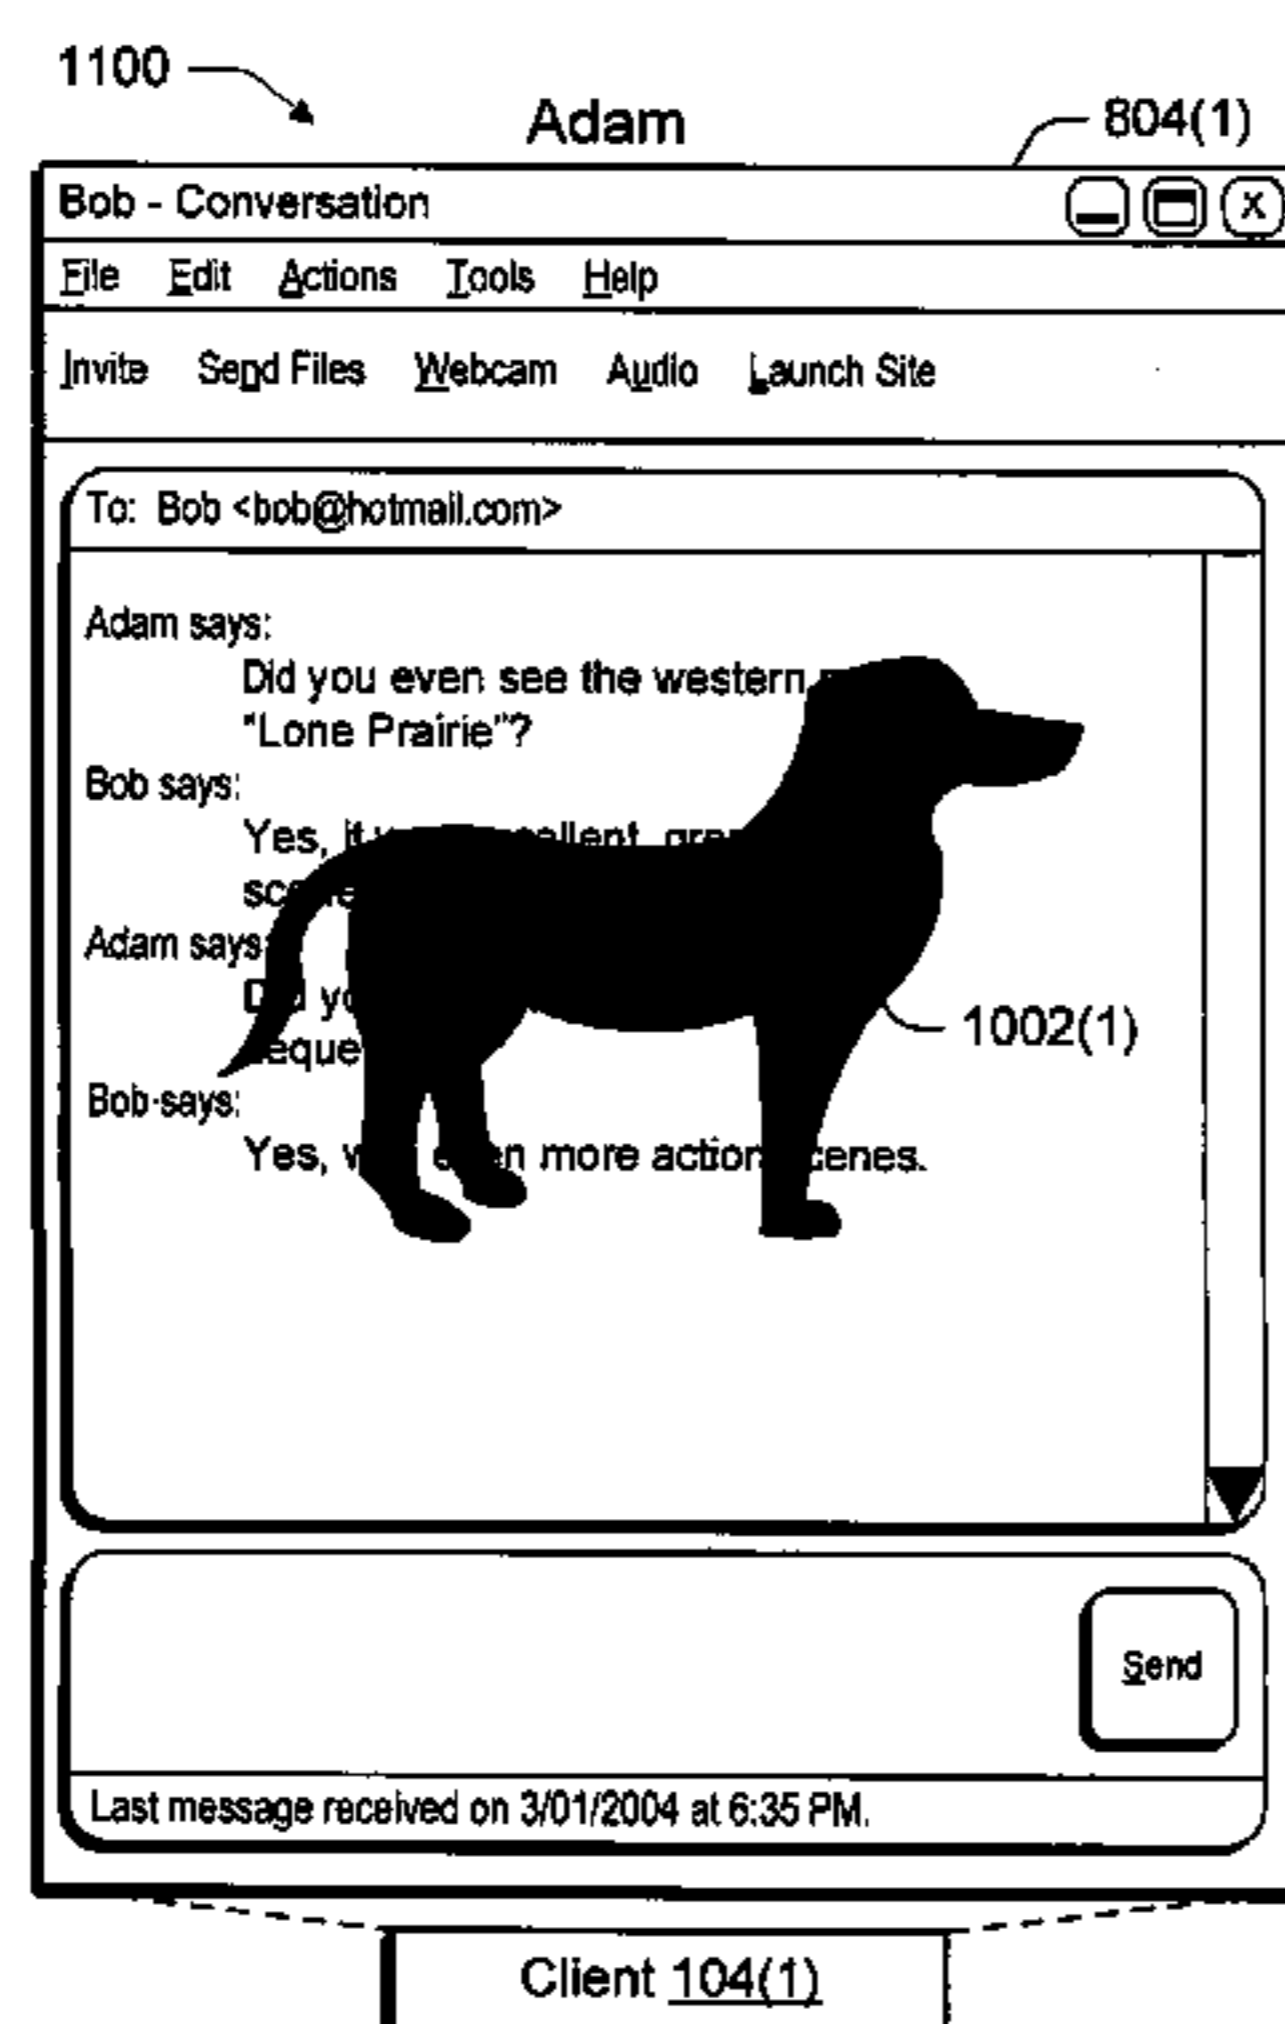 1100
Adam
804(1)
Bob - Conversation
X
File Edit Actions Tools Help
Invite Send Files Webcam Audio Launch Site
To: Bob <bob@hotmail.com>
Adam says:
Did you even see the western
"Lone Prairie"?
Bob says:
Yes, it
Adam says:
1002(1)
Bob says:
Yes, more action scenes.
Send
Last message received on 3/01/2004 at 6:35 PM.
Client 104(1)